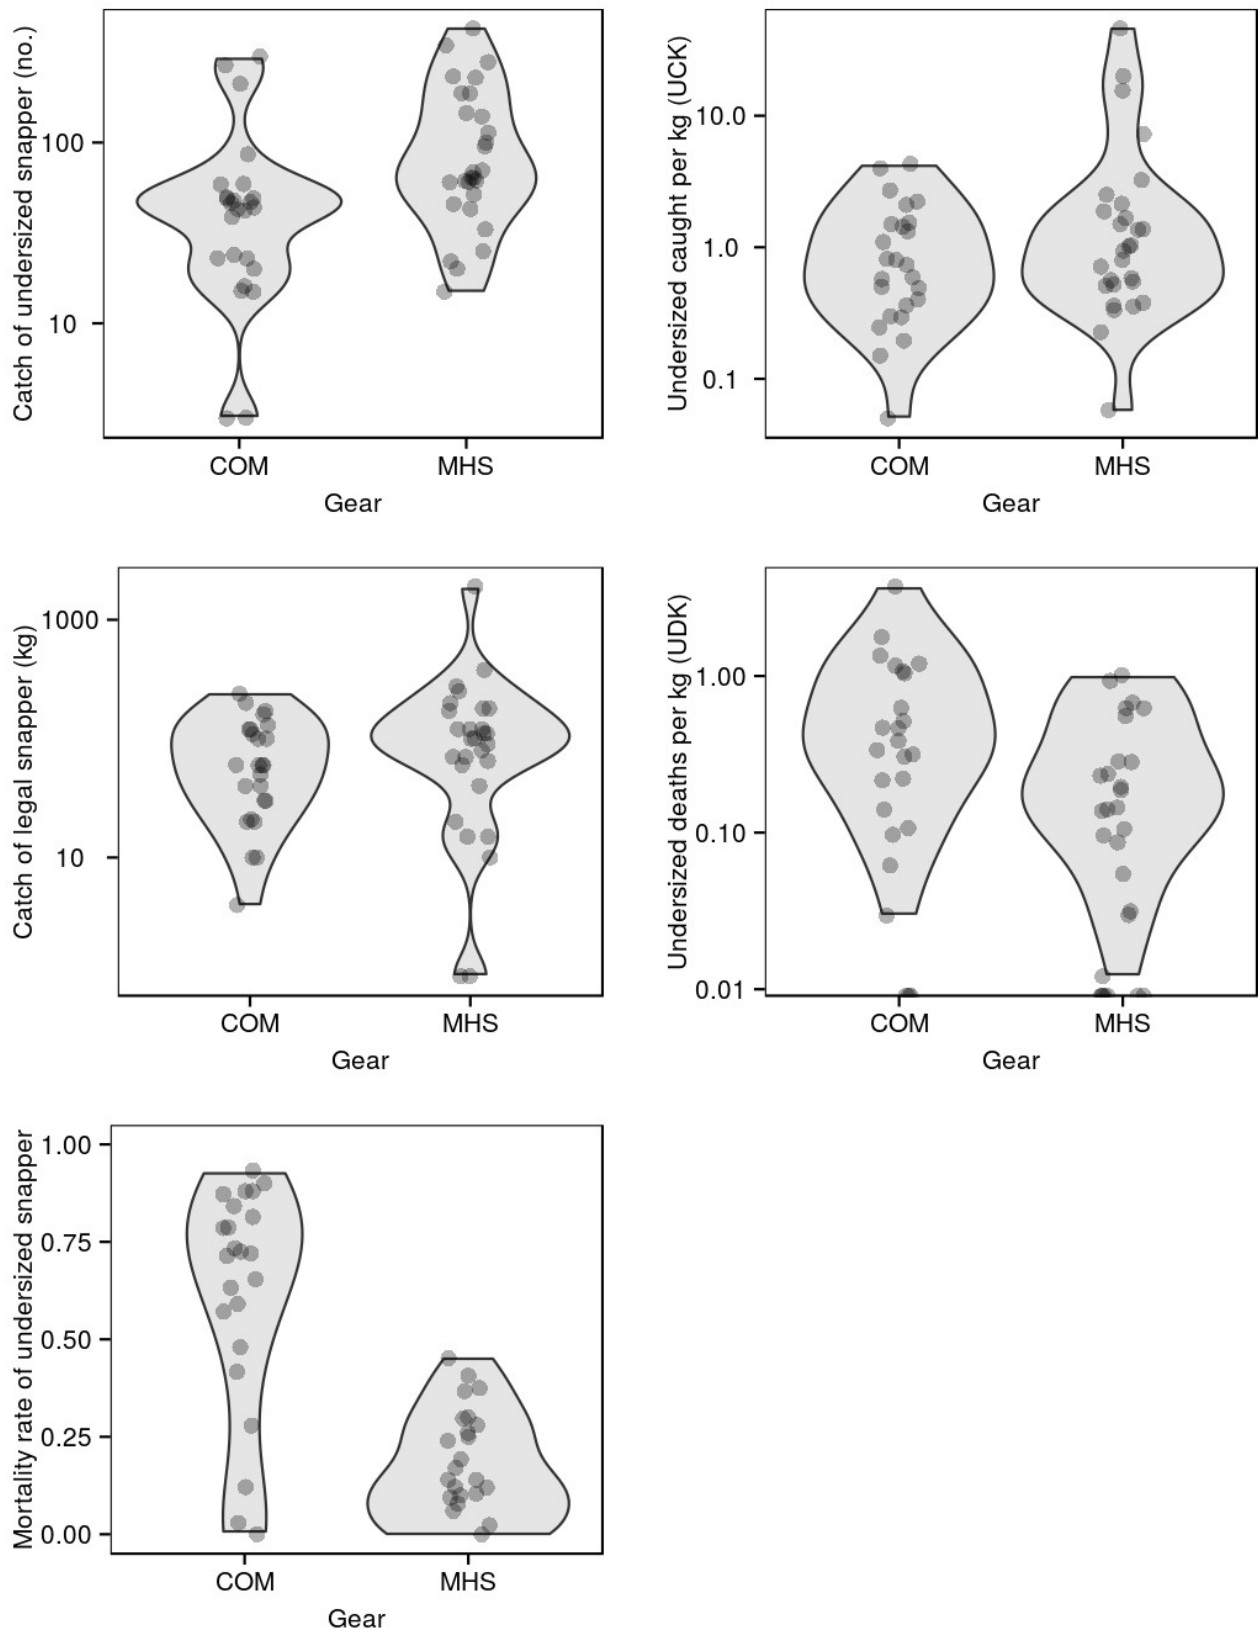 Catch of undersized snapper (no.)
100
10
COM
MHS
Gear
Undersized caught per kg (UCK)
10.0
1.0
0.1
COM
MHS
Gear
Catch of legal snapper (kg)
1000
10
COM
MHS
Gear
Undersized deaths per kg (UDK)
1.00
0.10
0.01
COM
MHS
Gear
Mortality rate of undersized snapper
1.00
0.75
0.50
0.25
0.00
COM
MHS
Gear